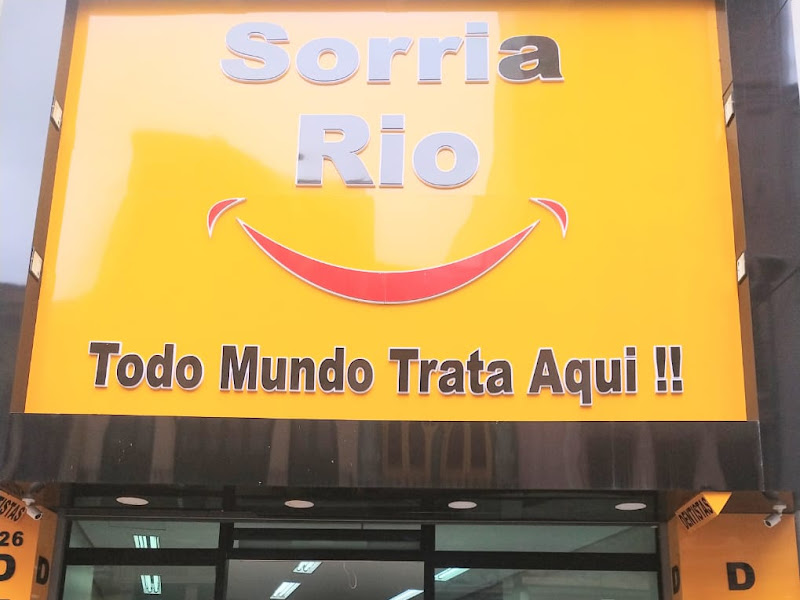 Sorria
Rio
Todo Mundo Trata Aqui !!
DENTISTAS
26
D
D
DENTISTAS
D
D